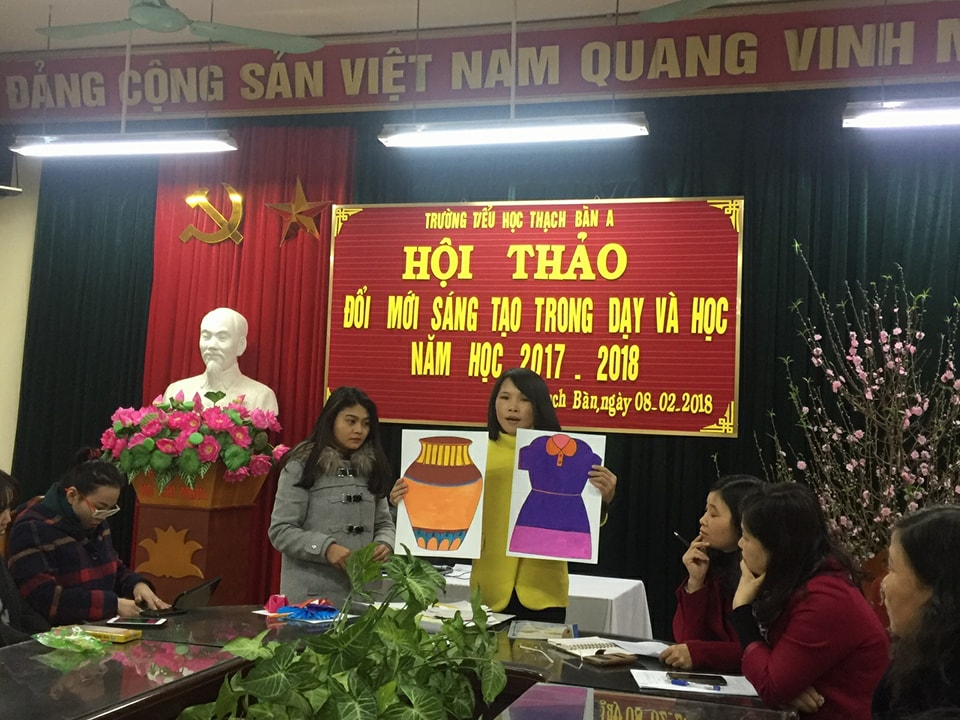 ĐẢNG CỘNG SẢN VIỆT NAM QUANG VINH
TRƯỜNG TIỂU HỌC THẠCH BÀN A
HỘI THẢO
ĐỔI MỚI SÁNG TẠO TRONG DẠY VÀ HỌC
NĂM HỌC 2017 - 2018
Bàn, ngày 08-02-2018